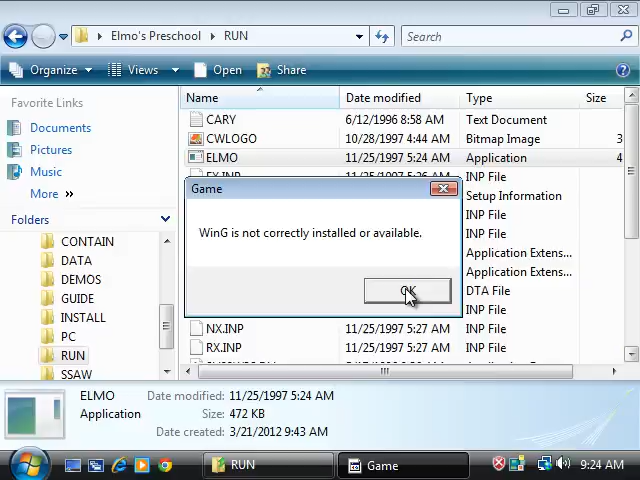 Elmo's Preschool RUN
Search
Organize Views Open Share
Favorite Links
Documents
Pictures
Music
More »
Folders
CONTAIN
DATA
DEMOS
GUIDE
INSTALL
PC
RUN
SSAW
Name Date modified Type Size
CARY 6/12/1996 8:58 AM Text Document
CWLOGO 10/28/1997 4:44 AM Bitmap Image
ELMO 11/25/1997 5:24 AM Application 4
INP File
Setup Information
INP File
INP File
Application Extens...
Application Extens...
DTA File
INP File
NX.INP 11/25/1997 5:27 AM INP File
RX.INP 11/25/1997 5:27 AM INP File
Game
WinG is not correctly installed or available.
OK
ELMO Date modified: 11/25/1997 5:24 AM
Application Size: 472 KB
Date created: 3/21/2012 9:43 AM
RUN
Game
9:24 AM